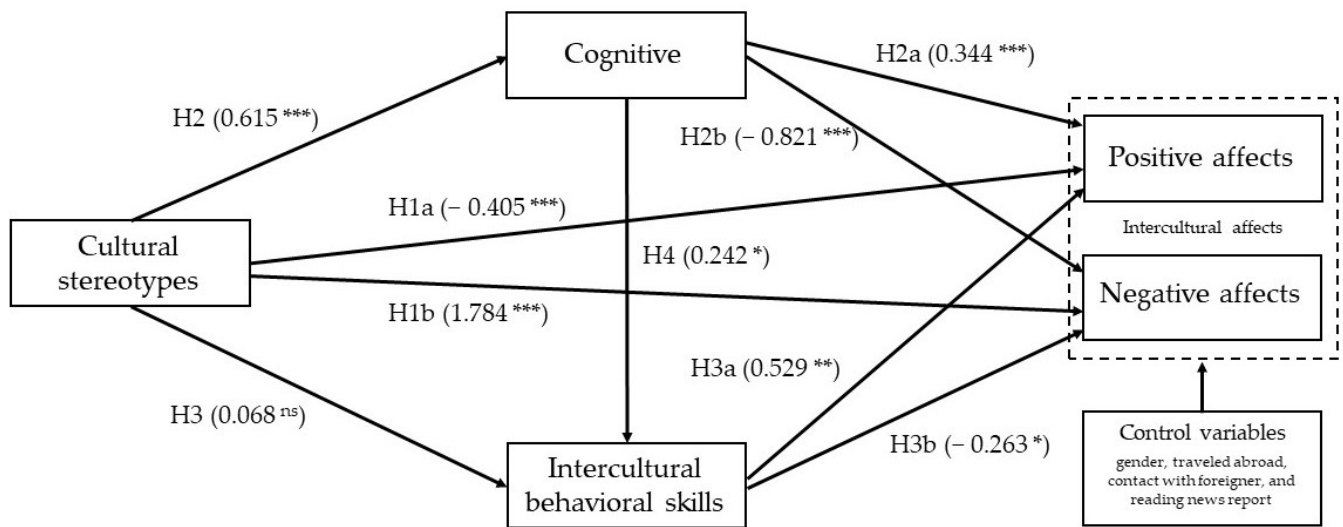 Cognitive
H2a (0.344 ***)
H2 (0.615 ***)
H2b (− 0.821 ***)
Positive affects
H1a (− 0.405 ***)
Intercultural affects
Cultural
stereotypes
H4 (0.242 *)
Negative affects
H1b (1.784 ***)
H3a (0.529 **)
H3 (0.068 ns)
H3b (− 0.263 *)
Intercultural
behavioral skills
Control variables
gender, traveled abroad,
contact with foreigner, and
reading news report